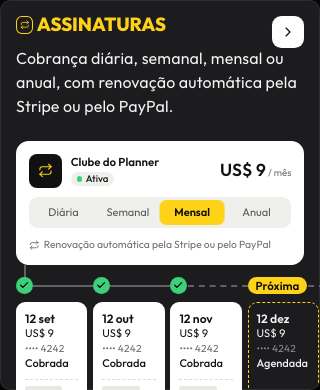 ASSINATURAS
Cobrança diária, semanal, mensal ou
anual, com renovação automática pela
Stripe ou pelo PayPal.
Clube do Planner
Ativa
US$ 9 / mês
Diária Semanal Mensal Anual
Renovação automática pela Stripe ou pelo PayPal
Próxima
12 set
US$ 9
•••• 4242
Cobrada
12 out
US$ 9
•••• 4242
Cobrada
12 nov
US$ 9
•••• 4242
Cobrada
12 dez
US$ 9
•••• 4242
Agendada